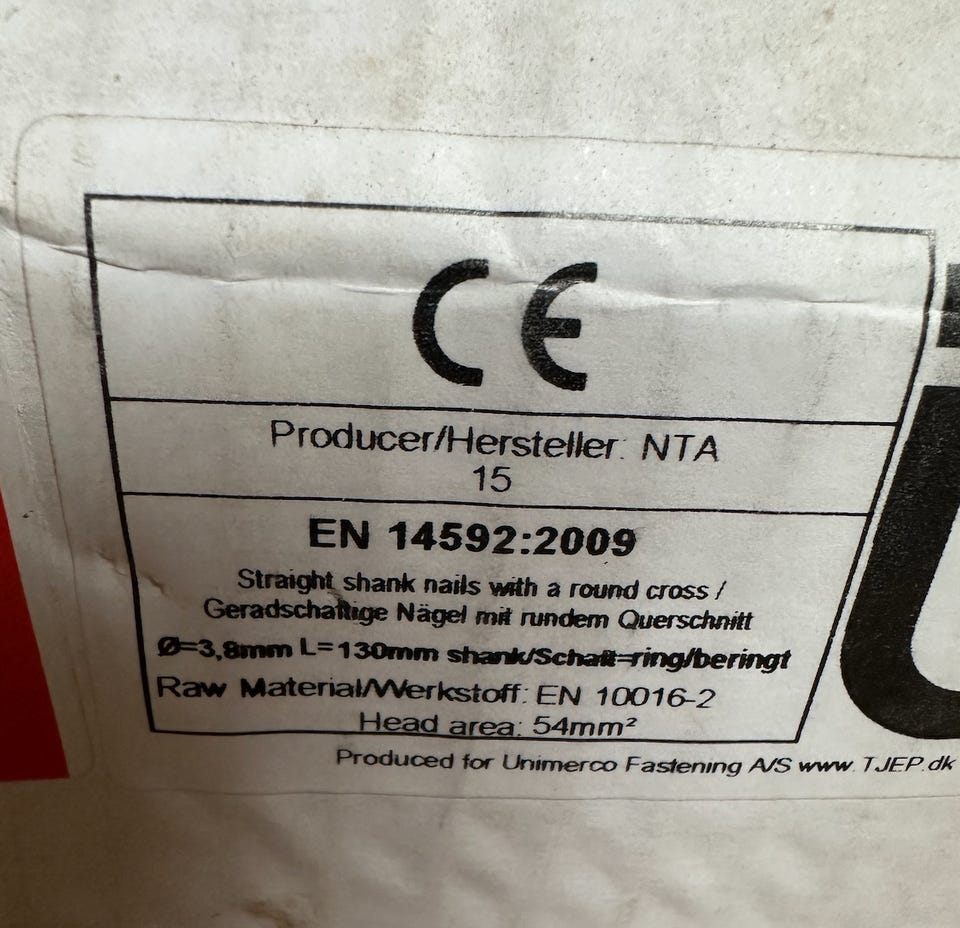 CE
Producer/Hersteller: NTA
15
EN 14592:2009
Straight shank nails with a round cross /
Geradschaftige Nägel mit rundem Querschnitt
Ø=3,8mm L=130mm shank/Schaft=ring/beringt
Raw Material/Werkstoff: EN 10016-2
Head area: 54mm²
Produced for Unimerco Fastening A/S www.TJEP.dk